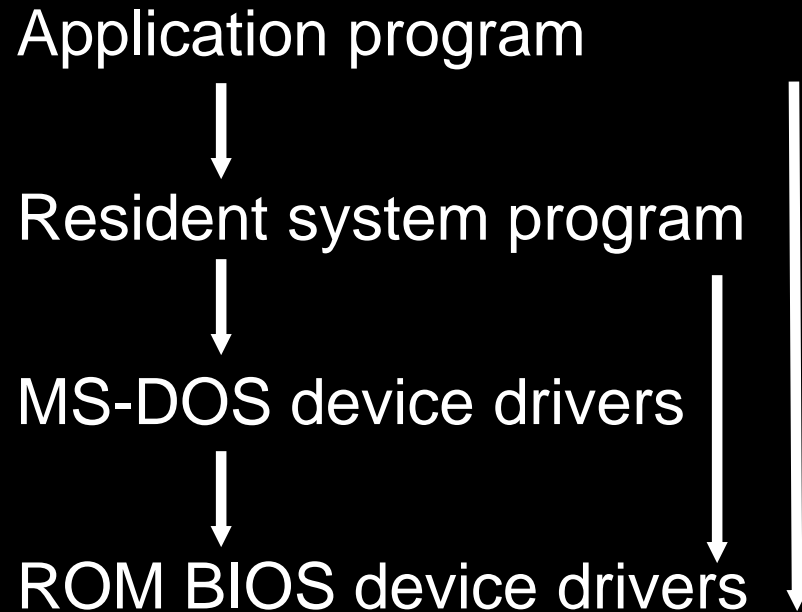 Application program
Resident system program
MS-DOS device drivers
ROM BIOS device drivers